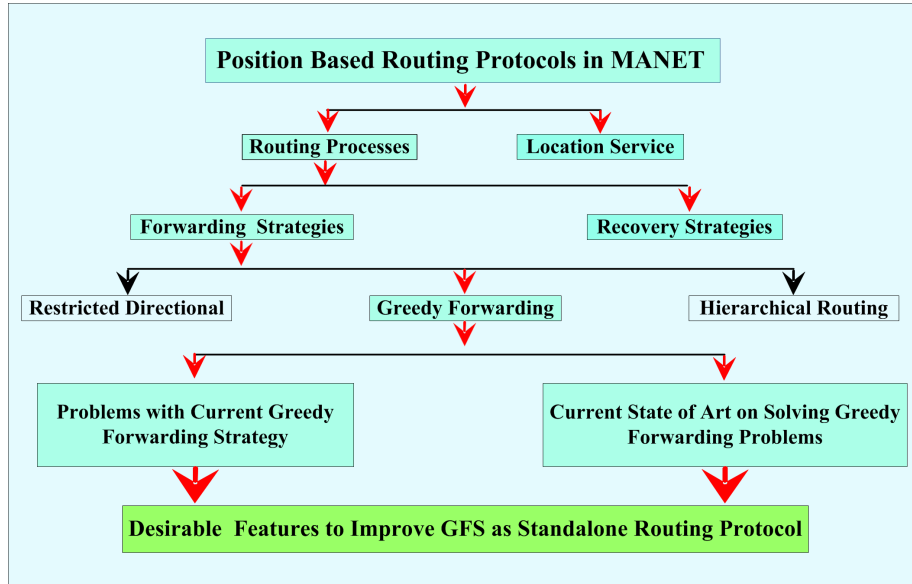 Position Based Routing Protocols in MANET
Routing Processes
Location Service
Forwarding Strategies
Recovery Strategies
Restricted Directional
Greedy Forwarding
Hierarchical Routing
Problems with Current Greedy
Forwarding Strategy
Current State of Art on Solving Greedy
Forwarding Problems
Desirable Features to Improve GFS as Standalone Routing Protocol